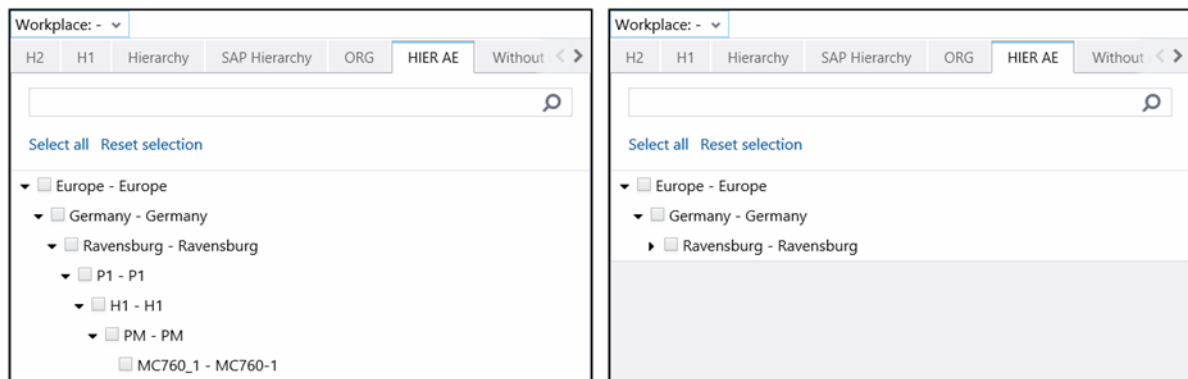 Workplace: -
H2 H1 Hierarchy SAP Hierarchy ORG HIER AE Without
Select all Reset selection
Europe - Europe
Germany - Germany
Ravensburg - Ravensburg
P1 - P1
H1 - H1
PM - PM
MC760_1 - MC760-1
Workplace: -
H2 H1 Hierarchy SAP Hierarchy ORG HIER AE Without
Select all Reset selection
Europe - Europe
Germany - Germany
Ravensburg - Ravensburg